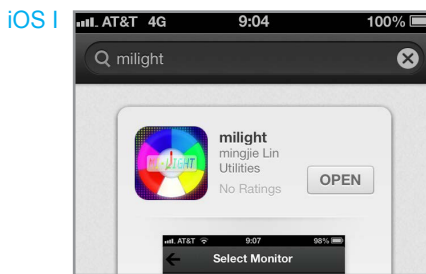 iOS I
AT&T 4G 9:04 100%
milight
milight
mingjie Lin
Utilities
No Ratings
OPEN
AT&T 9:07 98%
Select Monitor